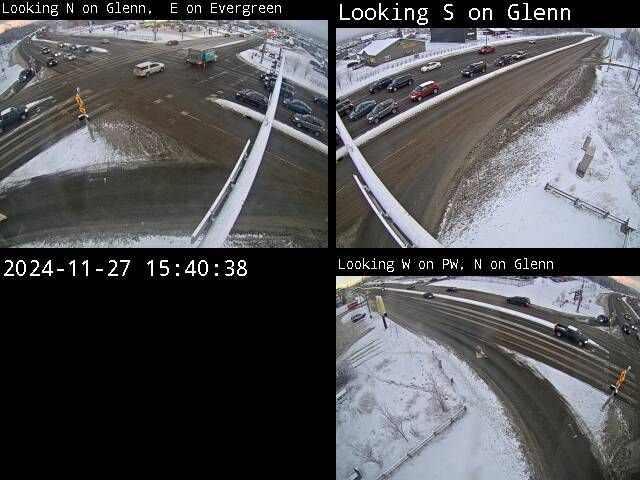 Looking N on Glenn, E on Evergreen
Looking S on Glenn
2024-11-27 15:40:38
Looking W on PW, N on Glenn